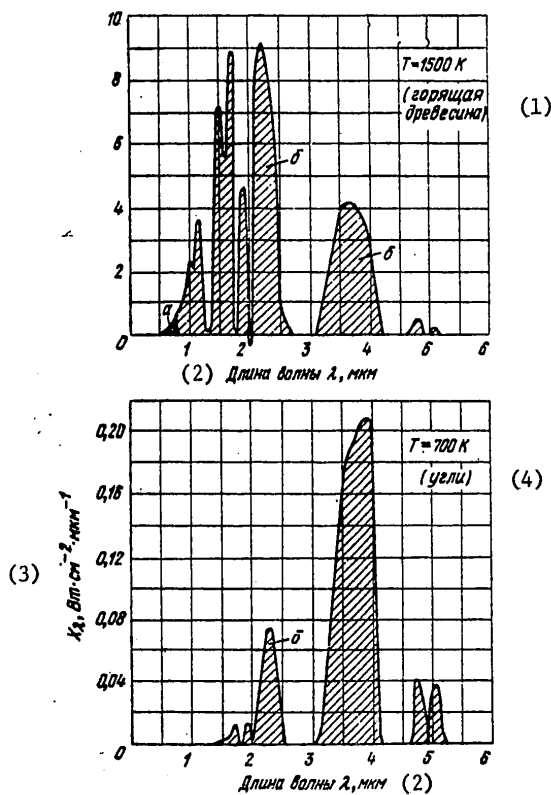 10
8
6
4
2
0
T=1500 K
(горящая
древесина)
(1)
а
б
б
1 2 3 4 5 6
(2) Длина волны λ, мкм
0,20
0,16
0,12
0,08
0,04
0
T=700 K
(угли)
(4)
(3)
Xλ, Вт·см⁻²·мкм⁻¹
б
1 2 3 4 5 6
Длина волны λ, мкм (2)